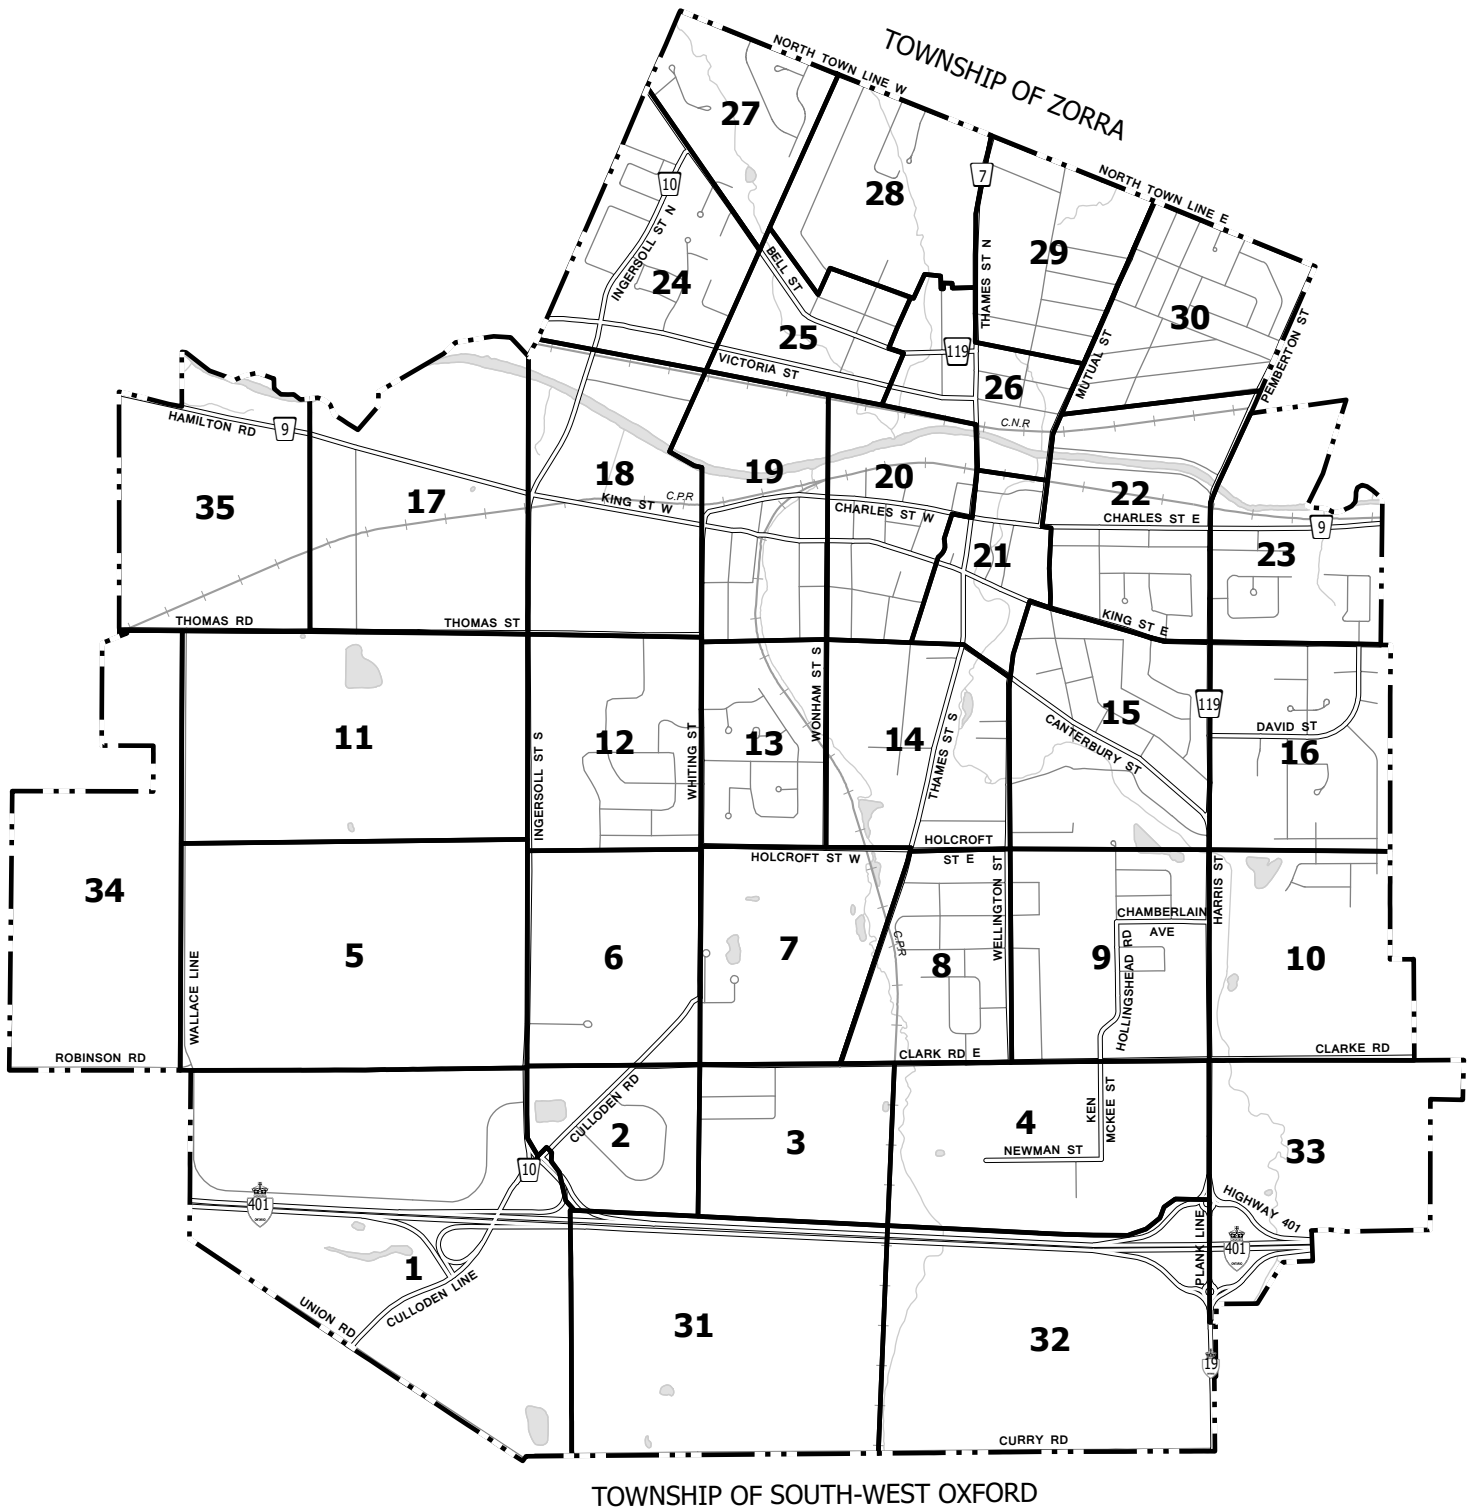 TOWNSHIP OF ZORRA
NORTH TOWN LINE W
27
10
7
28
NORTH TOWN LINE E
29
INGERSOLL ST N
24
BELL ST
THAMES ST N
30
25
119
26
VICTORIA ST
MUTUAL ST
PEMBERTON ST
HAMILTON RD
9
C.N.R
35
17
18
KING ST W
C.P.R
19
20
CHARLES ST W
22
CHARLES ST E
9
21
23
THOMAS RD
THOMAS ST
KING ST E
11
INGERSOLL ST S
12
WHITING ST
13
WONHAM ST S
14
THAMES ST S
15
CANTERBURY ST
119
DAVID ST
16
HOLCROFT ST W
HOLCROFT
ST E
34
WALLACE LINE
5
6
7
C.P.R
8
WELLINGTON ST
9
CHAMBERLAIN
AVE
HOLLINGSHEAD RD
HARRIS ST
10
ROBINSON RD
CLARK RD E
CLARKE RD
CULLODEN RD
2
3
4
KEN
MCKEE ST
NEWMAN ST
33
10
401
ONTARIO
HIGHWAY 401
401
ONTARIO
PLANK LINE
1
CULLODEN LINE
UNION RD
31
32
19
CURRY RD
TOWNSHIP OF SOUTH-WEST OXFORD